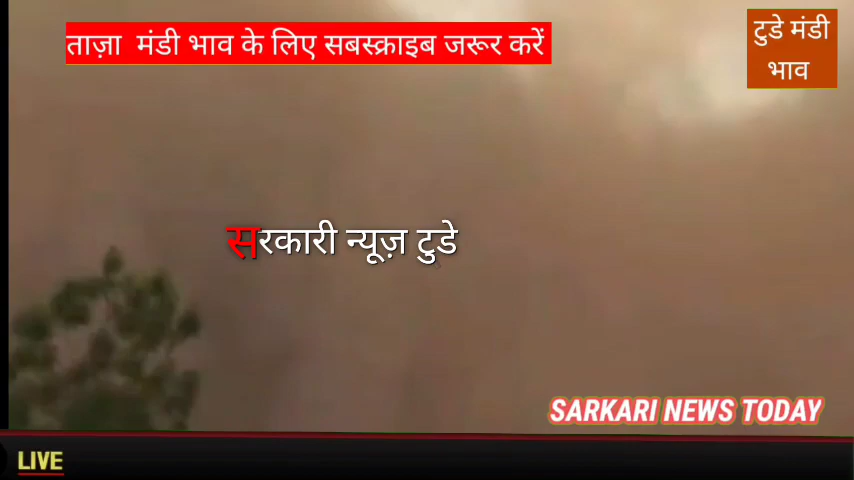 ताज़ा मंडी भाव के लिए सबस्क्राइब जरूर करें
टुडे मंडी
भाव
सरकारी न्यूज़ टुडे
SARKARI NEWS TODAY
LIVE